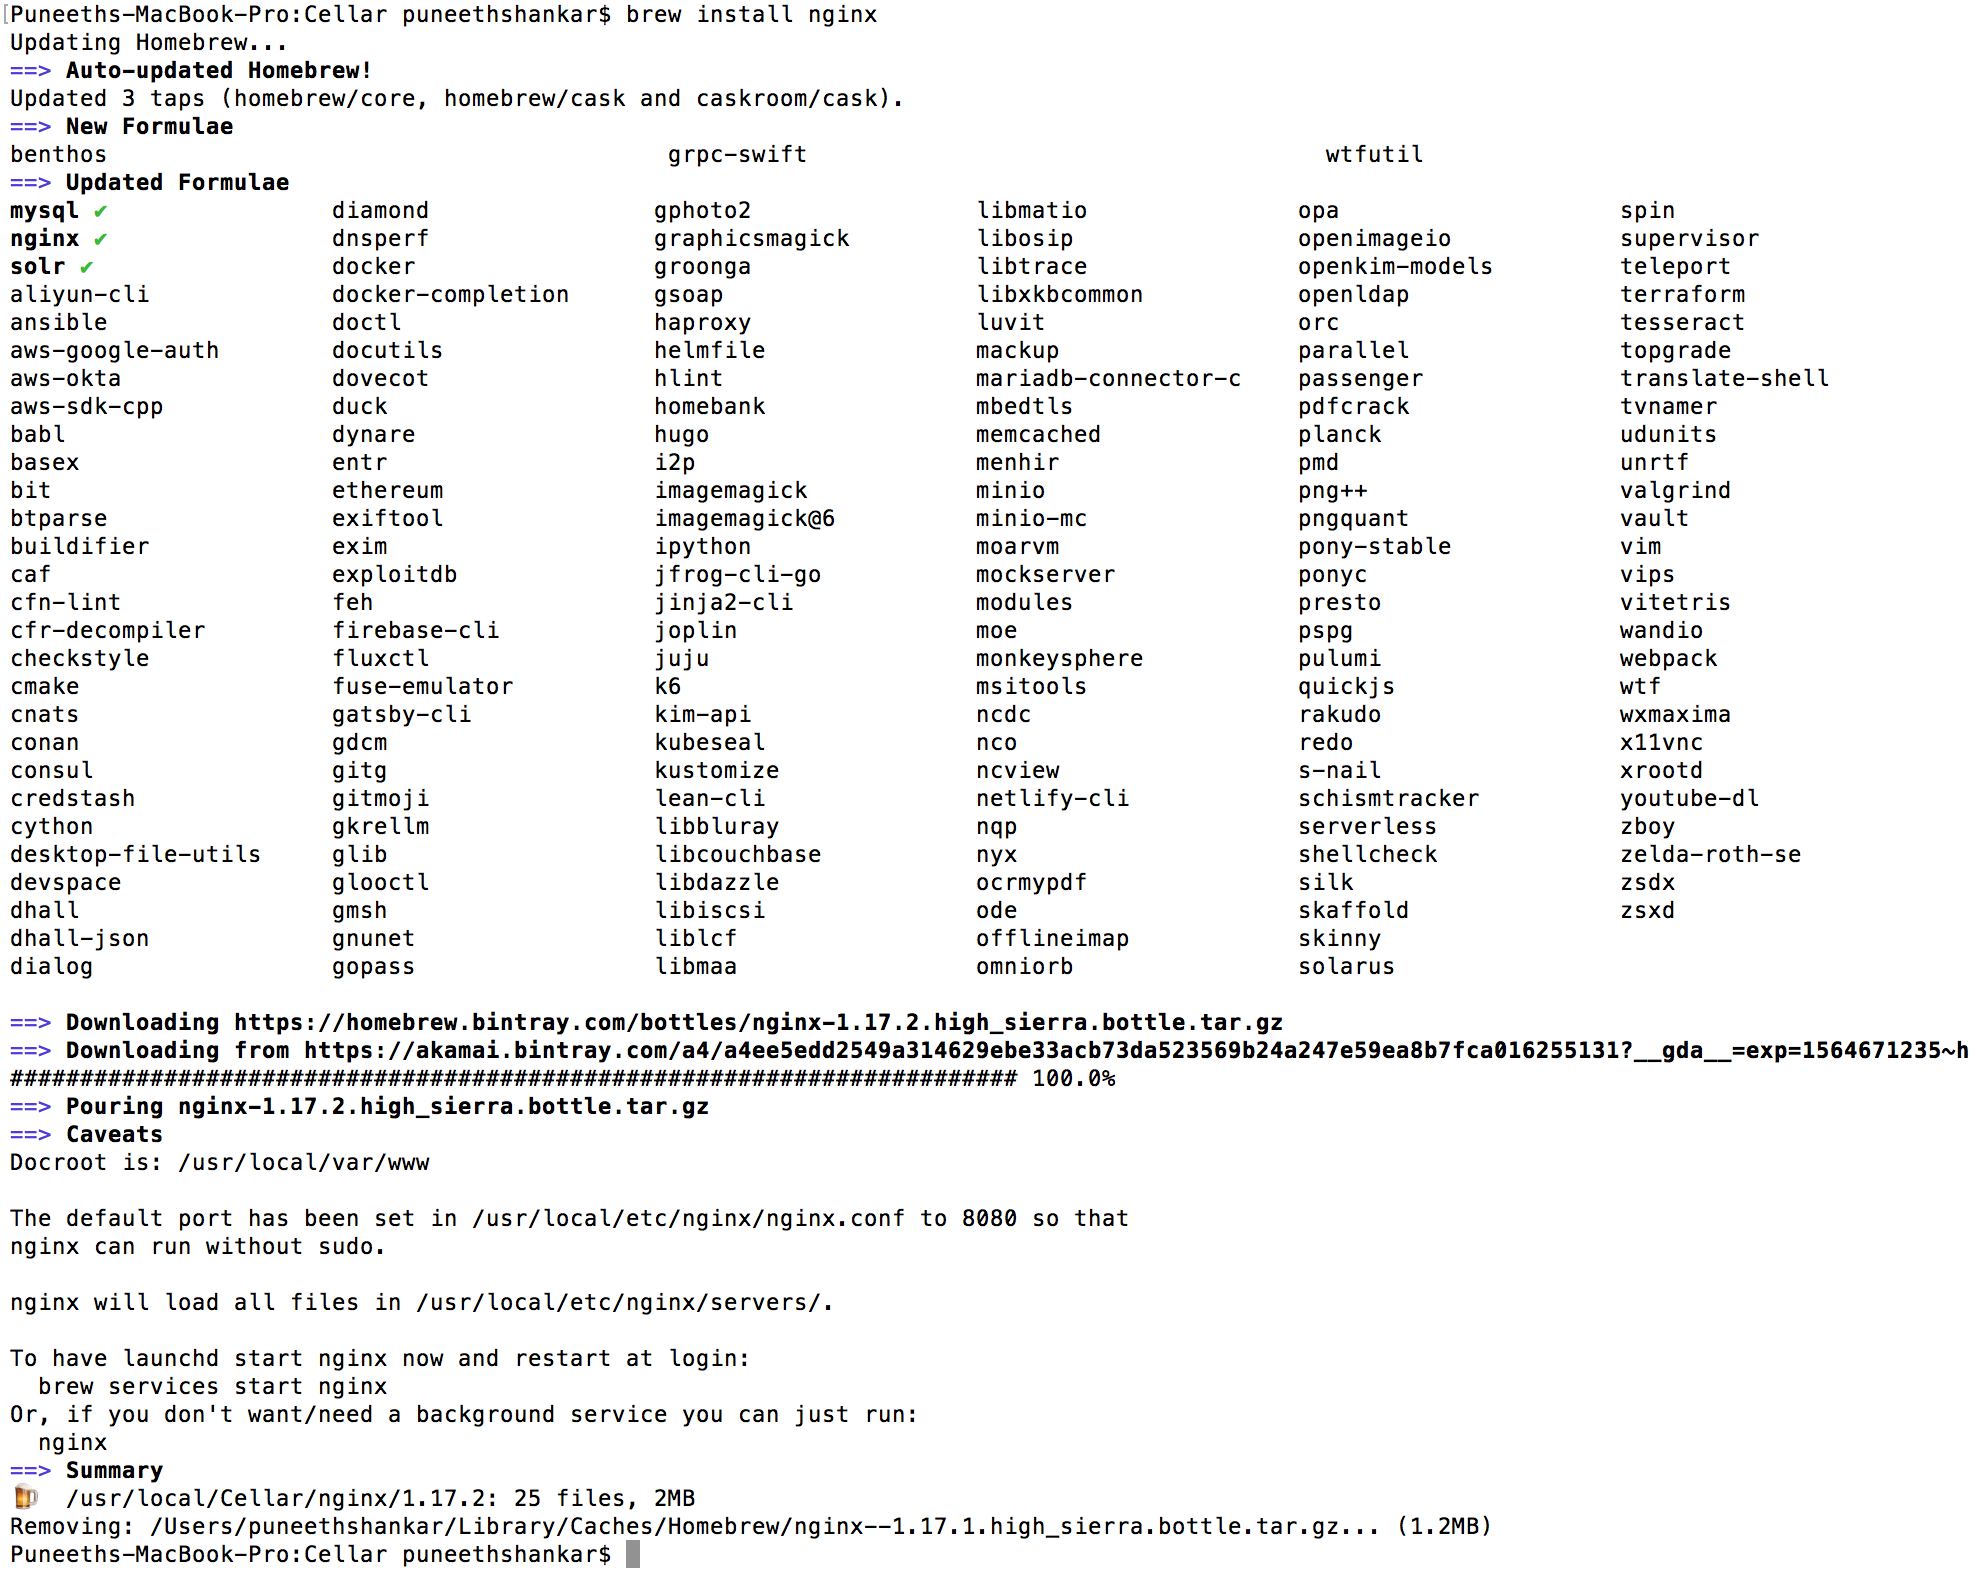 Puneeths-MacBook-Pro:Cellar puneethshankar$ brew install nginx
Updating Homebrew...
==> Auto-updated Homebrew!
Updated 3 taps (homebrew/core, homebrew/cask and caskroom/cask).
==> New Formulae
benthos grpc-swift wtfutil
==> Updated Formulae
mysql ✔ diamond gphoto2 libmatio opa spin
nginx ✔ dnsperf graphicsmagick libosip openimageio supervisor
solr ✔ docker groonga libtrace openkim-models teleport
aliyun-cli docker-completion gsoap libxkbcommon openldap terraform
ansible doctl haproxy luvit orc tesseract
aws-google-auth docutils helmfile mackup parallel topgrade
aws-okta dovecot hlint mariadb-connector-c passenger translate-shell
aws-sdk-cpp duck homebank mbedtls pdfcrack tvnamer
babl dynare hugo memcached planck udunits
basex entr i2p menhir pmd unrtf
bit ethereum imagemagick minio png++ valgrind
btparse exiftool imagemagick@6 minio-mc pngquant vault
buildifier exim ipython moarvm pony-stable vim
caf exploitdb jfrog-cli-go mockserver ponyc vips
cfn-lint feh jinja2-cli modules presto vitetris
cfr-decompiler firebase-cli joplin moe pspg wandio
checkstyle fluxctl juju monkeysphere pulumi webpack
cmake fuse-emulator k6 msitools quickjs wtf
cnats gatsby-cli kim-api ncdc rakudo wxmaxima
conan gdcm kubeseal nco redo x11vnc
consul gitg kustomize ncview s-nail xrootd
credstash gitmoji lean-cli netlify-cli schismtracker youtube-dl
cython gkrellm libbluray nqp serverless zboy
desktop-file-utils glib libcouchbase nyx shellcheck zelda-roth-se
devspace glooctl libdazzle ocrmypdf silk zsdx
dhall gmsh libiscsi ode skaffold zsxd
dhall-json gnunet liblcf offlineimap skinny
dialog gopass libmaa omniorb solarus
==> Downloading https://homebrew.bintray.com/bottles/nginx-1.17.2.high_sierra.bottle.tar.gz
==> Downloading from https://akamai.bintray.com/a4/a4ee5edd2549a314629ebe33acb73da523569b24a247e59ea8b7fca016255131?__gda__=exp=1564671235~h
######################################################################## 100.0%
==> Pouring nginx-1.17.2.high_sierra.bottle.tar.gz
==> Caveats
Docroot is: /usr/local/var/www
The default port has been set in /usr/local/etc/nginx/nginx.conf to 8080 so that
nginx can run without sudo.
nginx will load all files in /usr/local/etc/nginx/servers/.
To have launchd start nginx now and restart at login:
brew services start nginx
Or, if you don't want/need a background service you can just run:
nginx
==> Summary
🍺 /usr/local/Cellar/nginx/1.17.2: 25 files, 2MB
Removing: /Users/puneethshankar/Library/Caches/Homebrew/nginx--1.17.1.high_sierra.bottle.tar.gz... (1.2MB)
Puneeths-MacBook-Pro:Cellar puneethshankar$